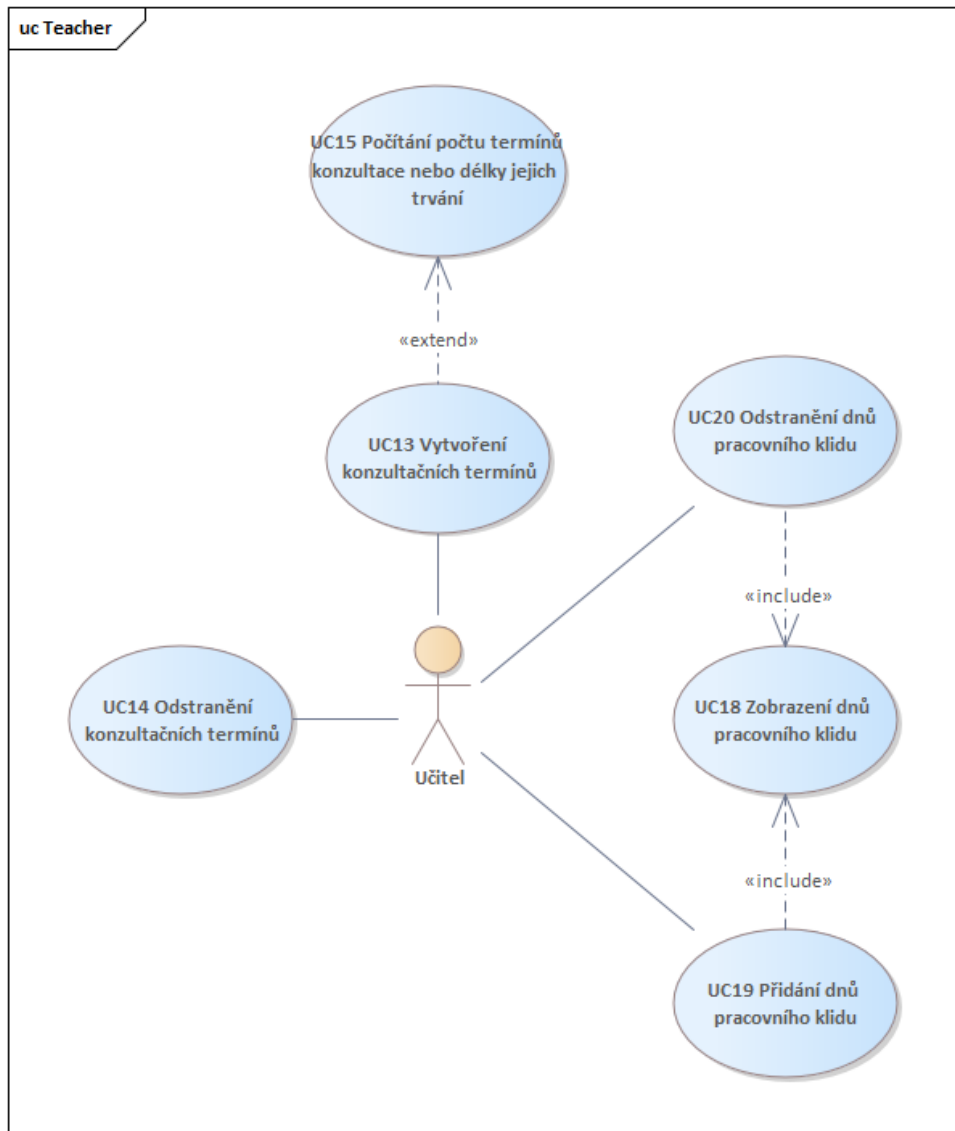 uc Teacher
UC15 Počítání počtu termínů
konzultace nebo délky jejich
trvání
«extend»
UC13 Vytvoření
konzultačních termínů
UC20 Odstranění dnů
pracovního klidu
«include»
UC14 Odstranění
konzultačních termínů
Učitel
UC18 Zobrazení dnů
pracovního klidu
«include»
UC19 Přidání dnů
pracovního klidu